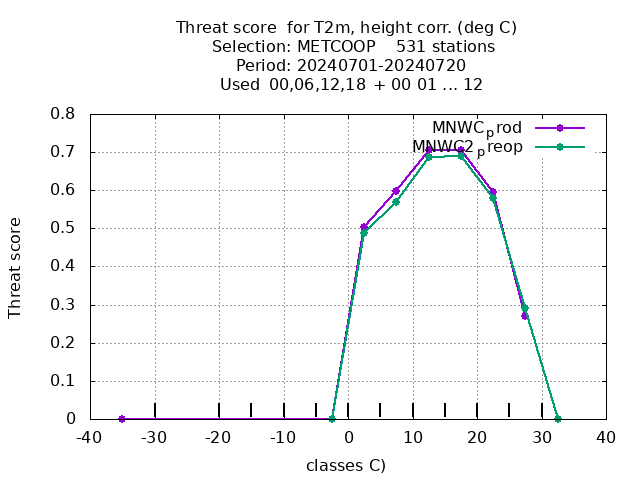 Threat score  for T2m, height corr. (deg C)
Selection: METCOOP    531 stations
Period: 20240701-20240720
Used  00,06,12,18  + 00 01 ... 12
MNWC_prod
MNWC2_preop
0.8
0.7
0.6
0.5
0.4
0.3
0.2
0.1
0
Threat score
-40 -30 -20 -10 0 10 20 30 40
classes C)